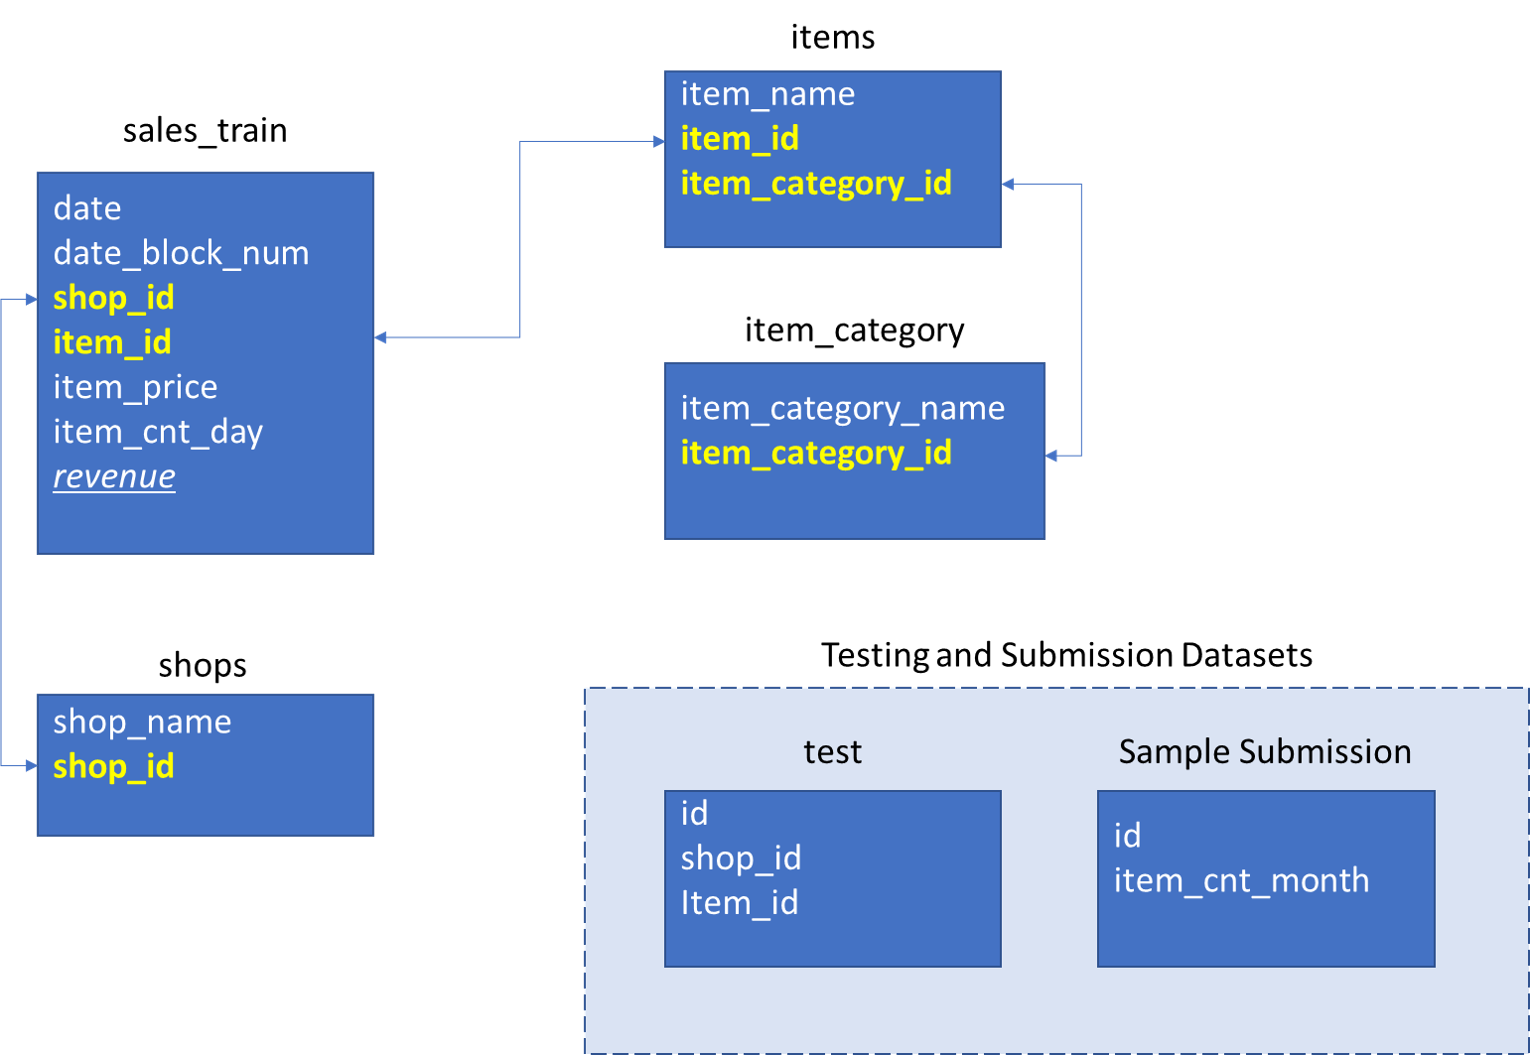 sales_train
date
date_block_num
shop_id
item_id
item_price
item_cnt_day
revenue
items
item_name
item_id
item_category_id
item_category
item_category_name
item_category_id
shops
shop_name
shop_id
Testing and Submission Datasets
test
id
shop_id
Item_id
Sample Submission
id
item_cnt_month